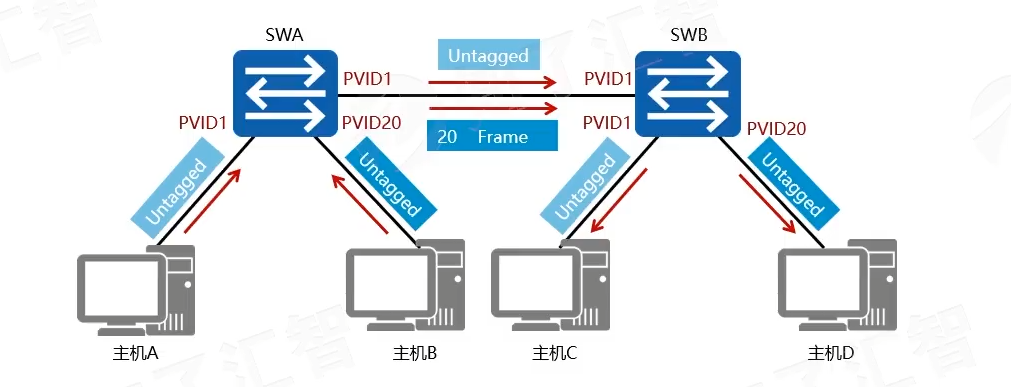 SWA
SWB
Untagged
PVID1
PVID1
PVID1
PVID20
20 Frame
PVID1
PVID20
Untagged
Untagged
Untagged
Untagged
主机A
主机B
主机C
主机D